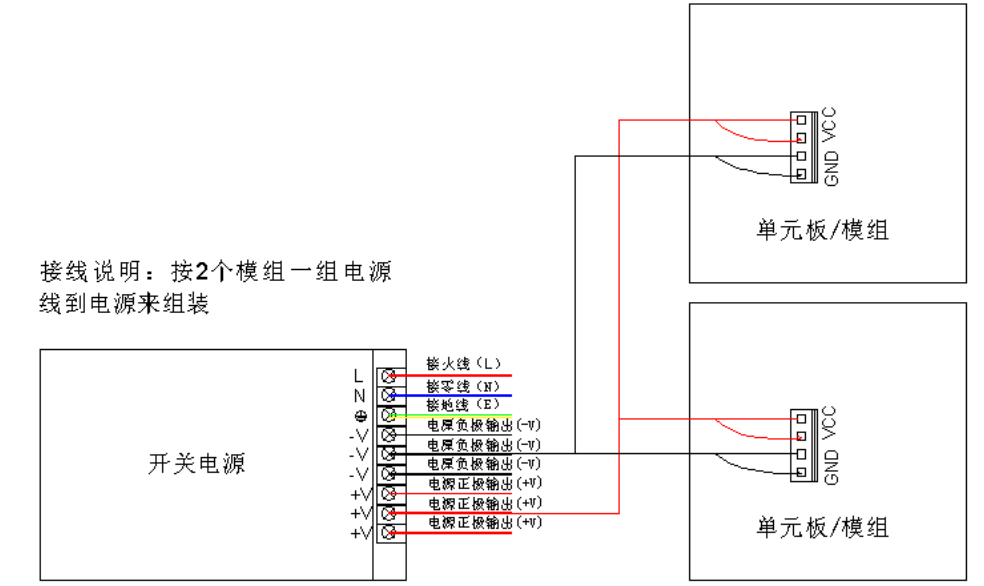 VCC
GND
单元板/模组
接线说明：按2个模组一组电源
线到电源来组装
接火线（L）
L
接零线（N）
N
接地线（E）
电原负极输出(-V)
-V
电原负极输出(-V)
-V
电原负极输出(-V)
-V
电源正极输出(+V)
+V
电源正极输出(+V)
+V
电源正极输出(+V)
+V
开关电源
VCC
GND
单元板/模组